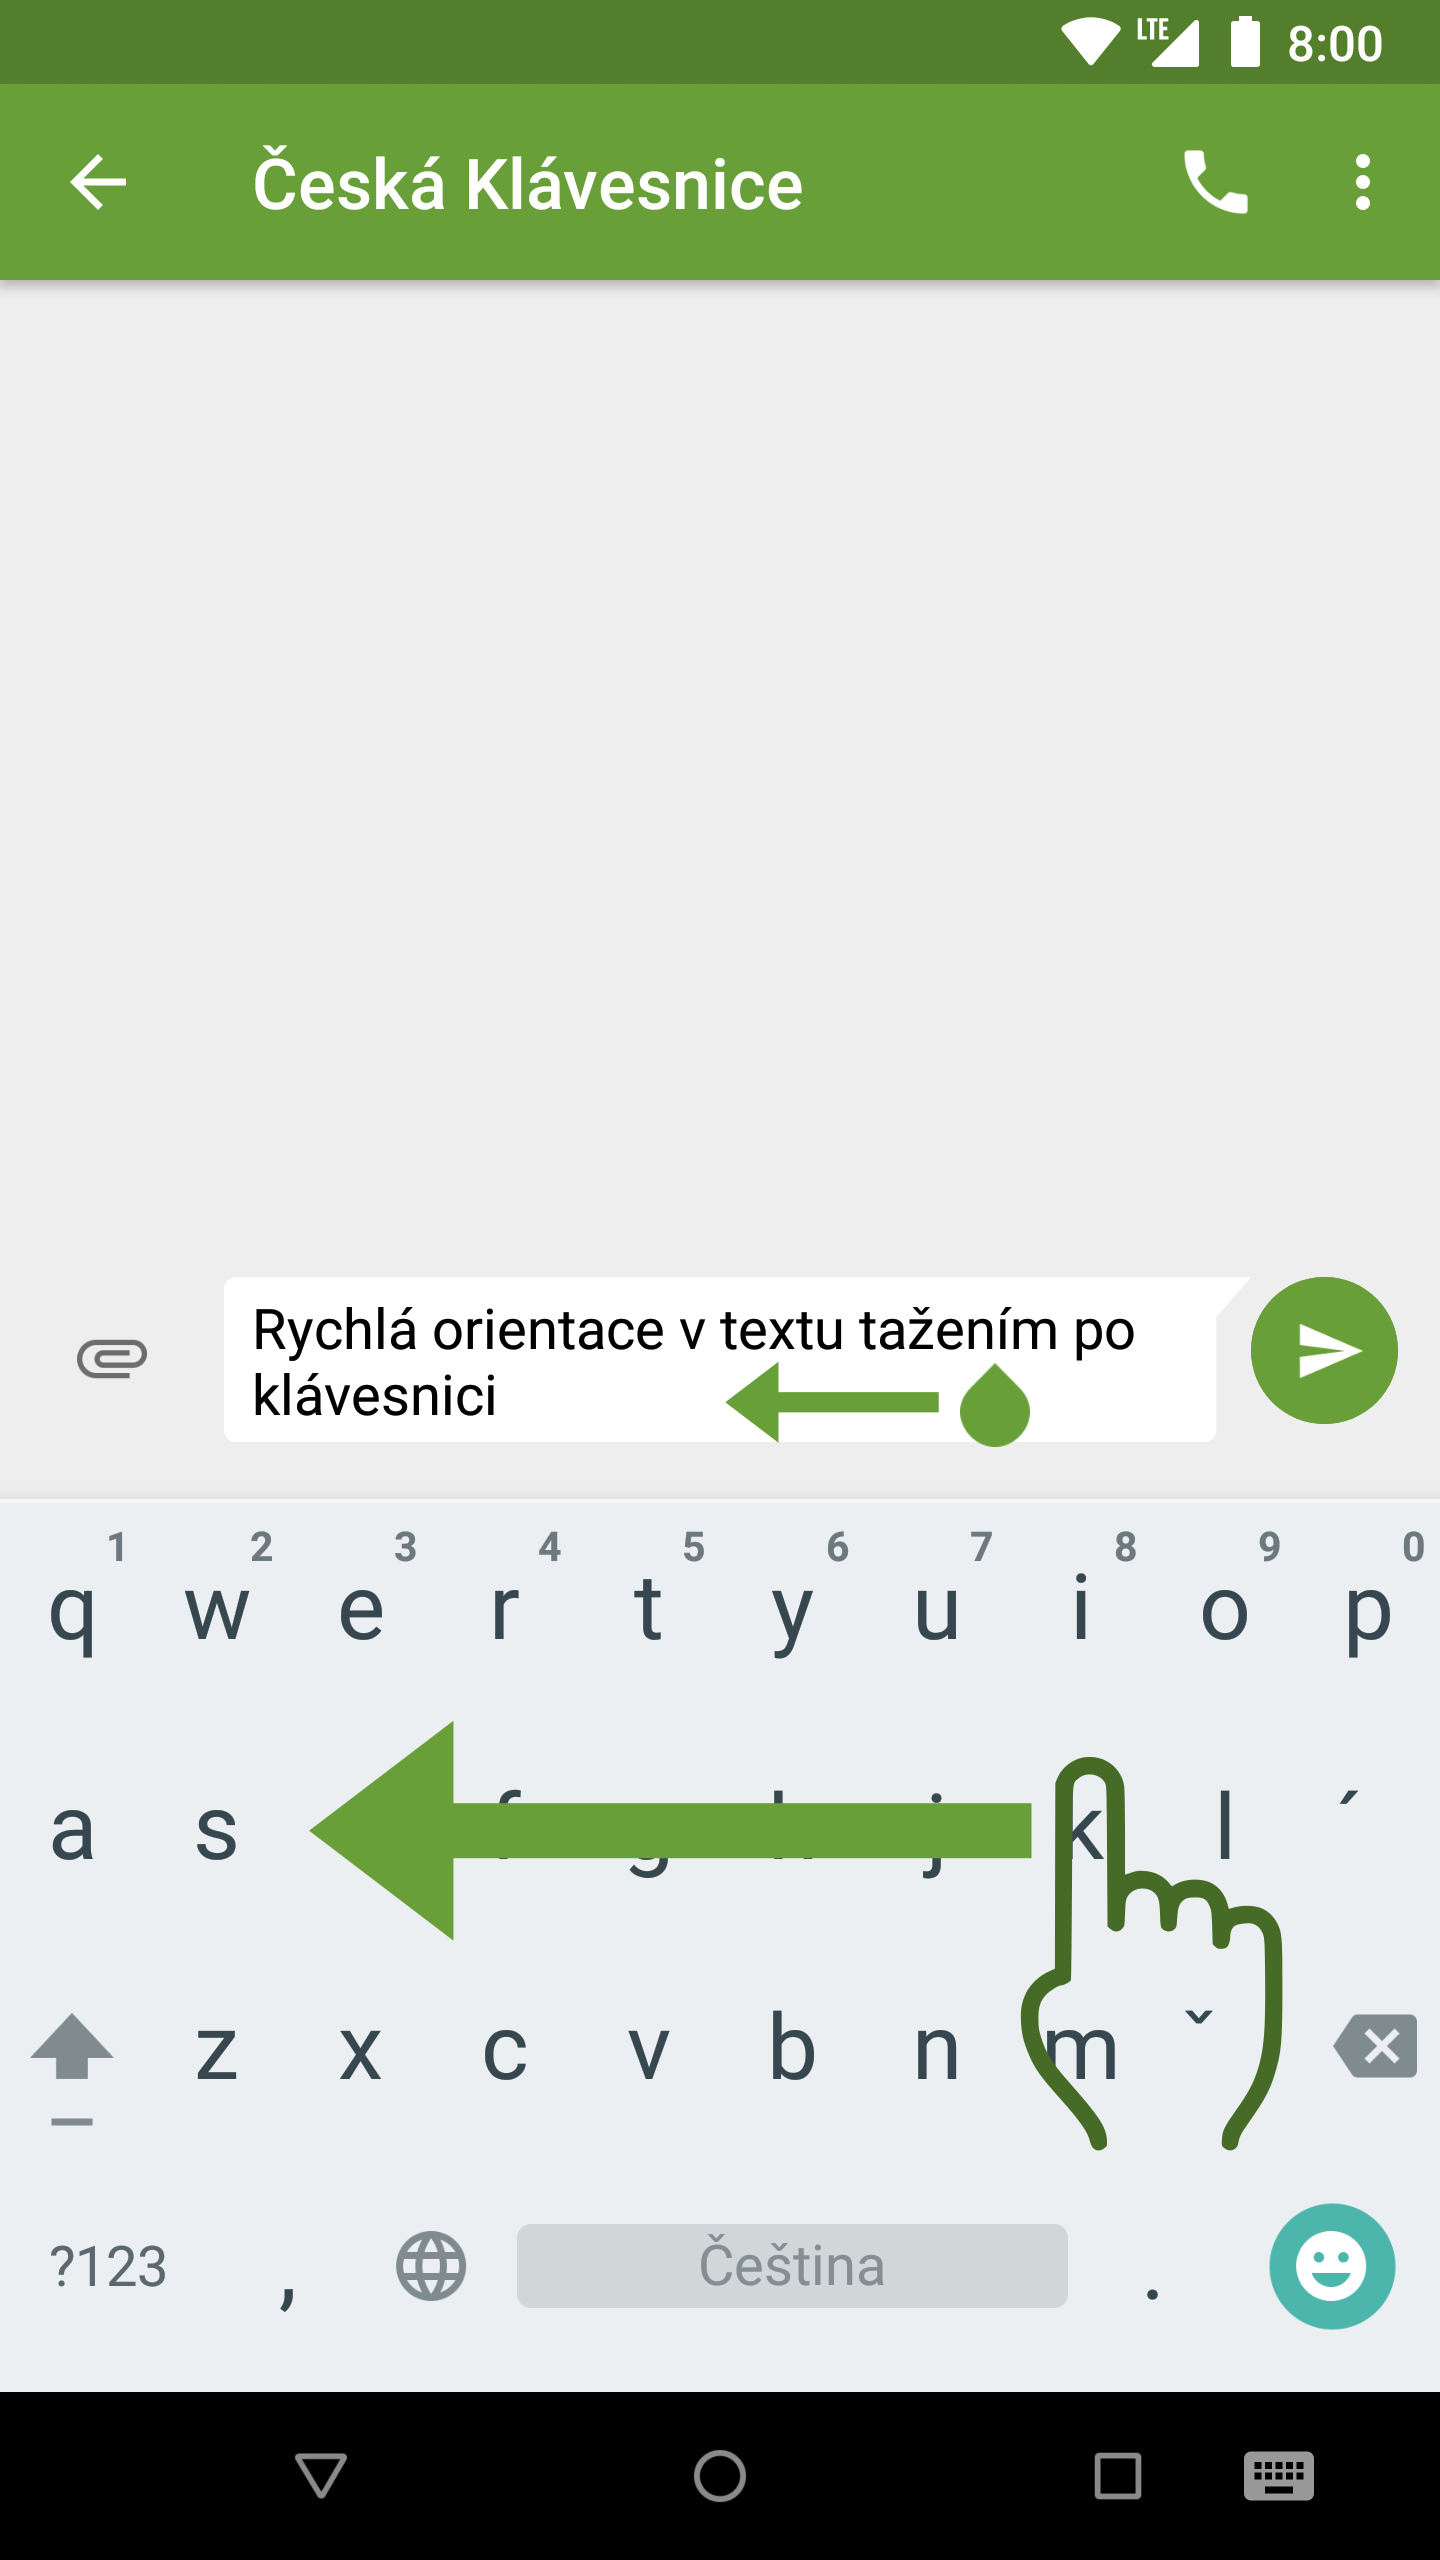 LTE 8:00
Česká Klávesnice
Rychlá orientace v textu tažením po
klávesnici
1 2 3 4 5 6 7 8 9 0
q w e r t y u i o p
a s f g h j k l ´
z x c v b n m ˇ
?123 , Čeština .